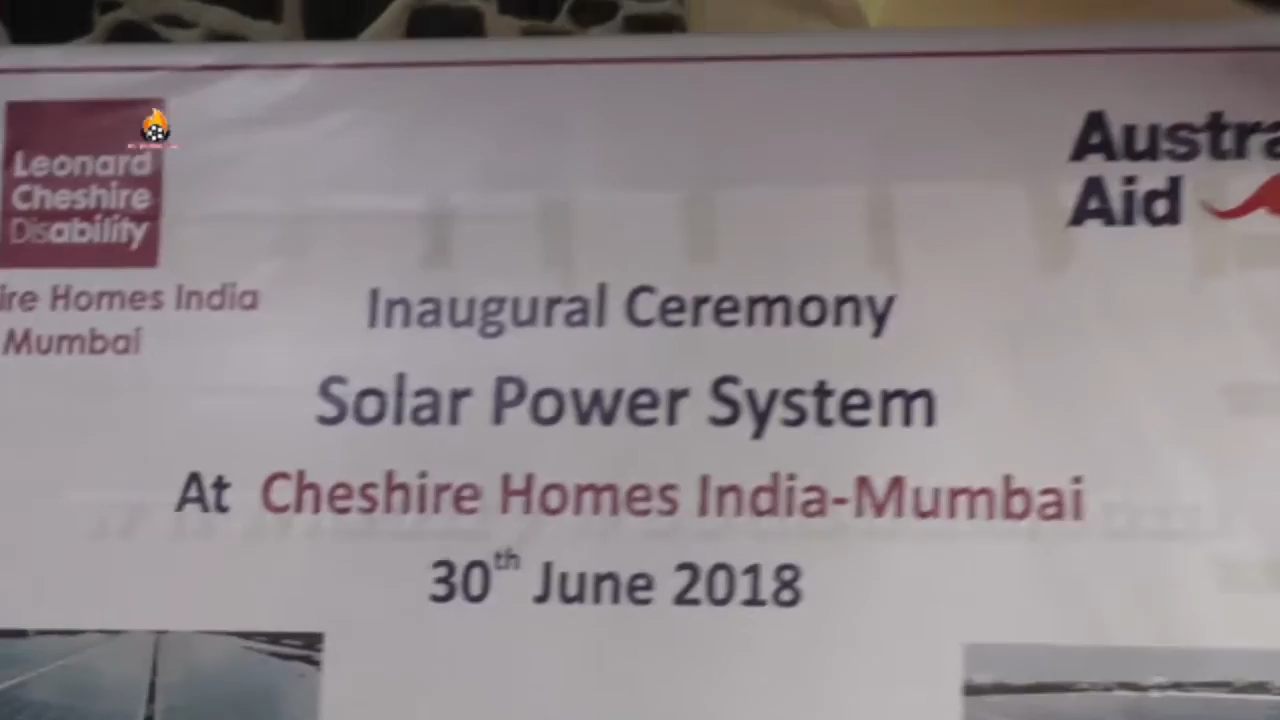 Leonard
Cheshire
Disability
ire Homes India
Mumbai
Austra
Aid
Inaugural Ceremony
Solar Power System
At Cheshire Homes India-Mumbai
30th June 2018